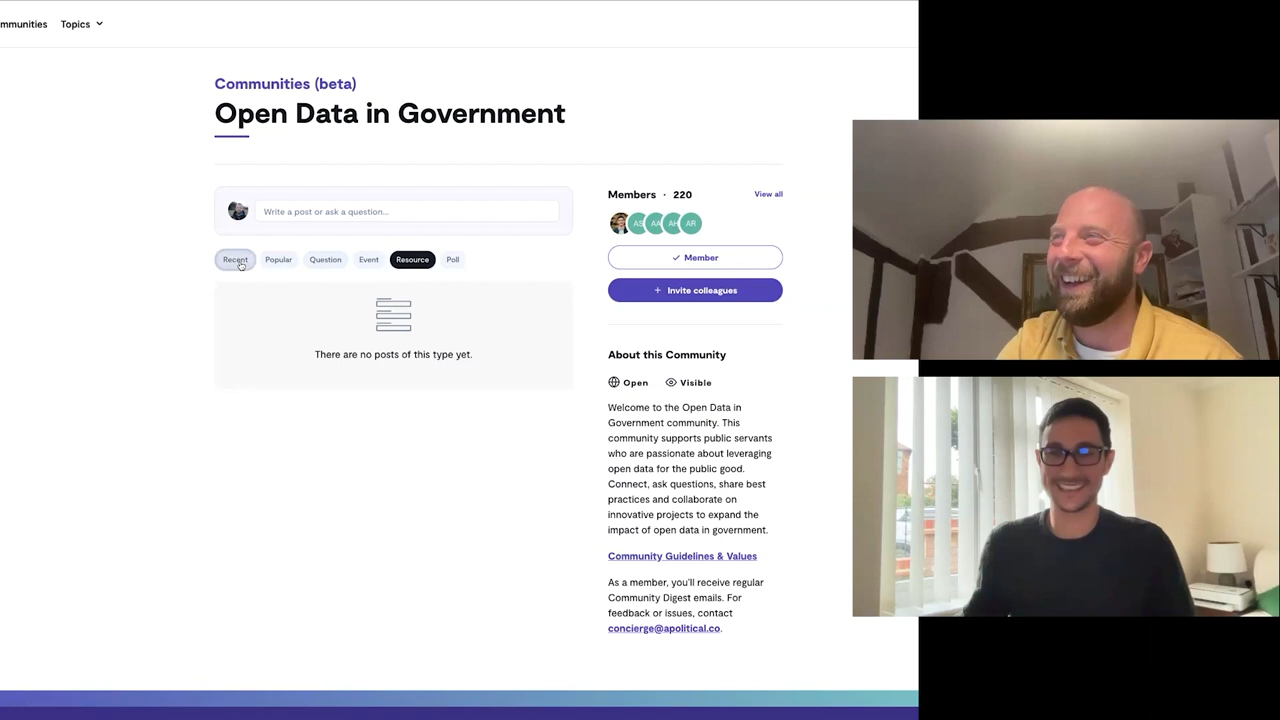 mmunities Topics
Communities (beta)
Open Data in Government
Write a post or ask a question...
Recent Popular Question Event Resource Poll
There are no posts of this type yet.
Members · 220 View all
AS AA AH AR
Member
+ Invite colleagues
About this Community
Open Visible
Welcome to the Open Data in
Government community. This
community supports public servants
who are passionate about leveraging
open data for the public good.
Connect, ask questions, share best
practices and collaborate on
innovative projects to expand the
impact of open data in government.
Community Guidelines & Values
As a member, you'll receive regular
Community Digest emails. For
feedback or issues, contact
concierge@apolitical.co.